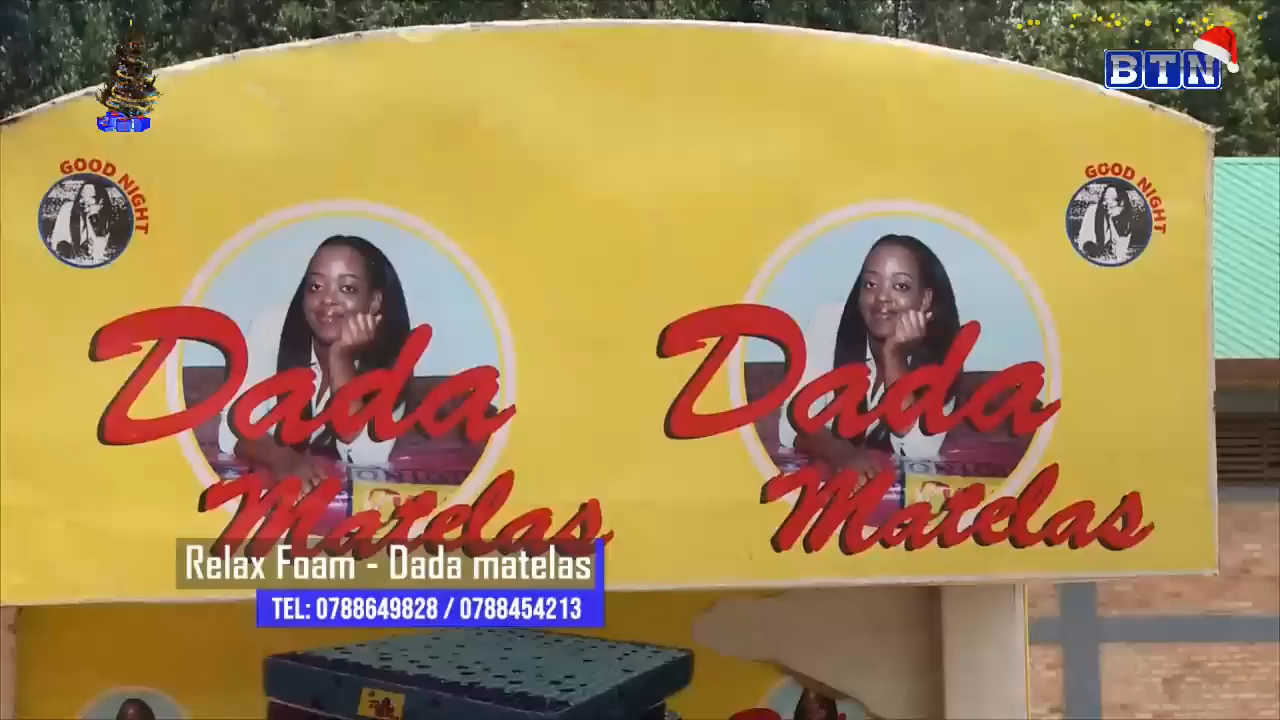 BTN
GOOD NIGHT
GOOD NIGHT
Dada
Matelas
Dada
Matelas
Relax Foam - Dada matelas
TEL: 0788649828 / 0788454213